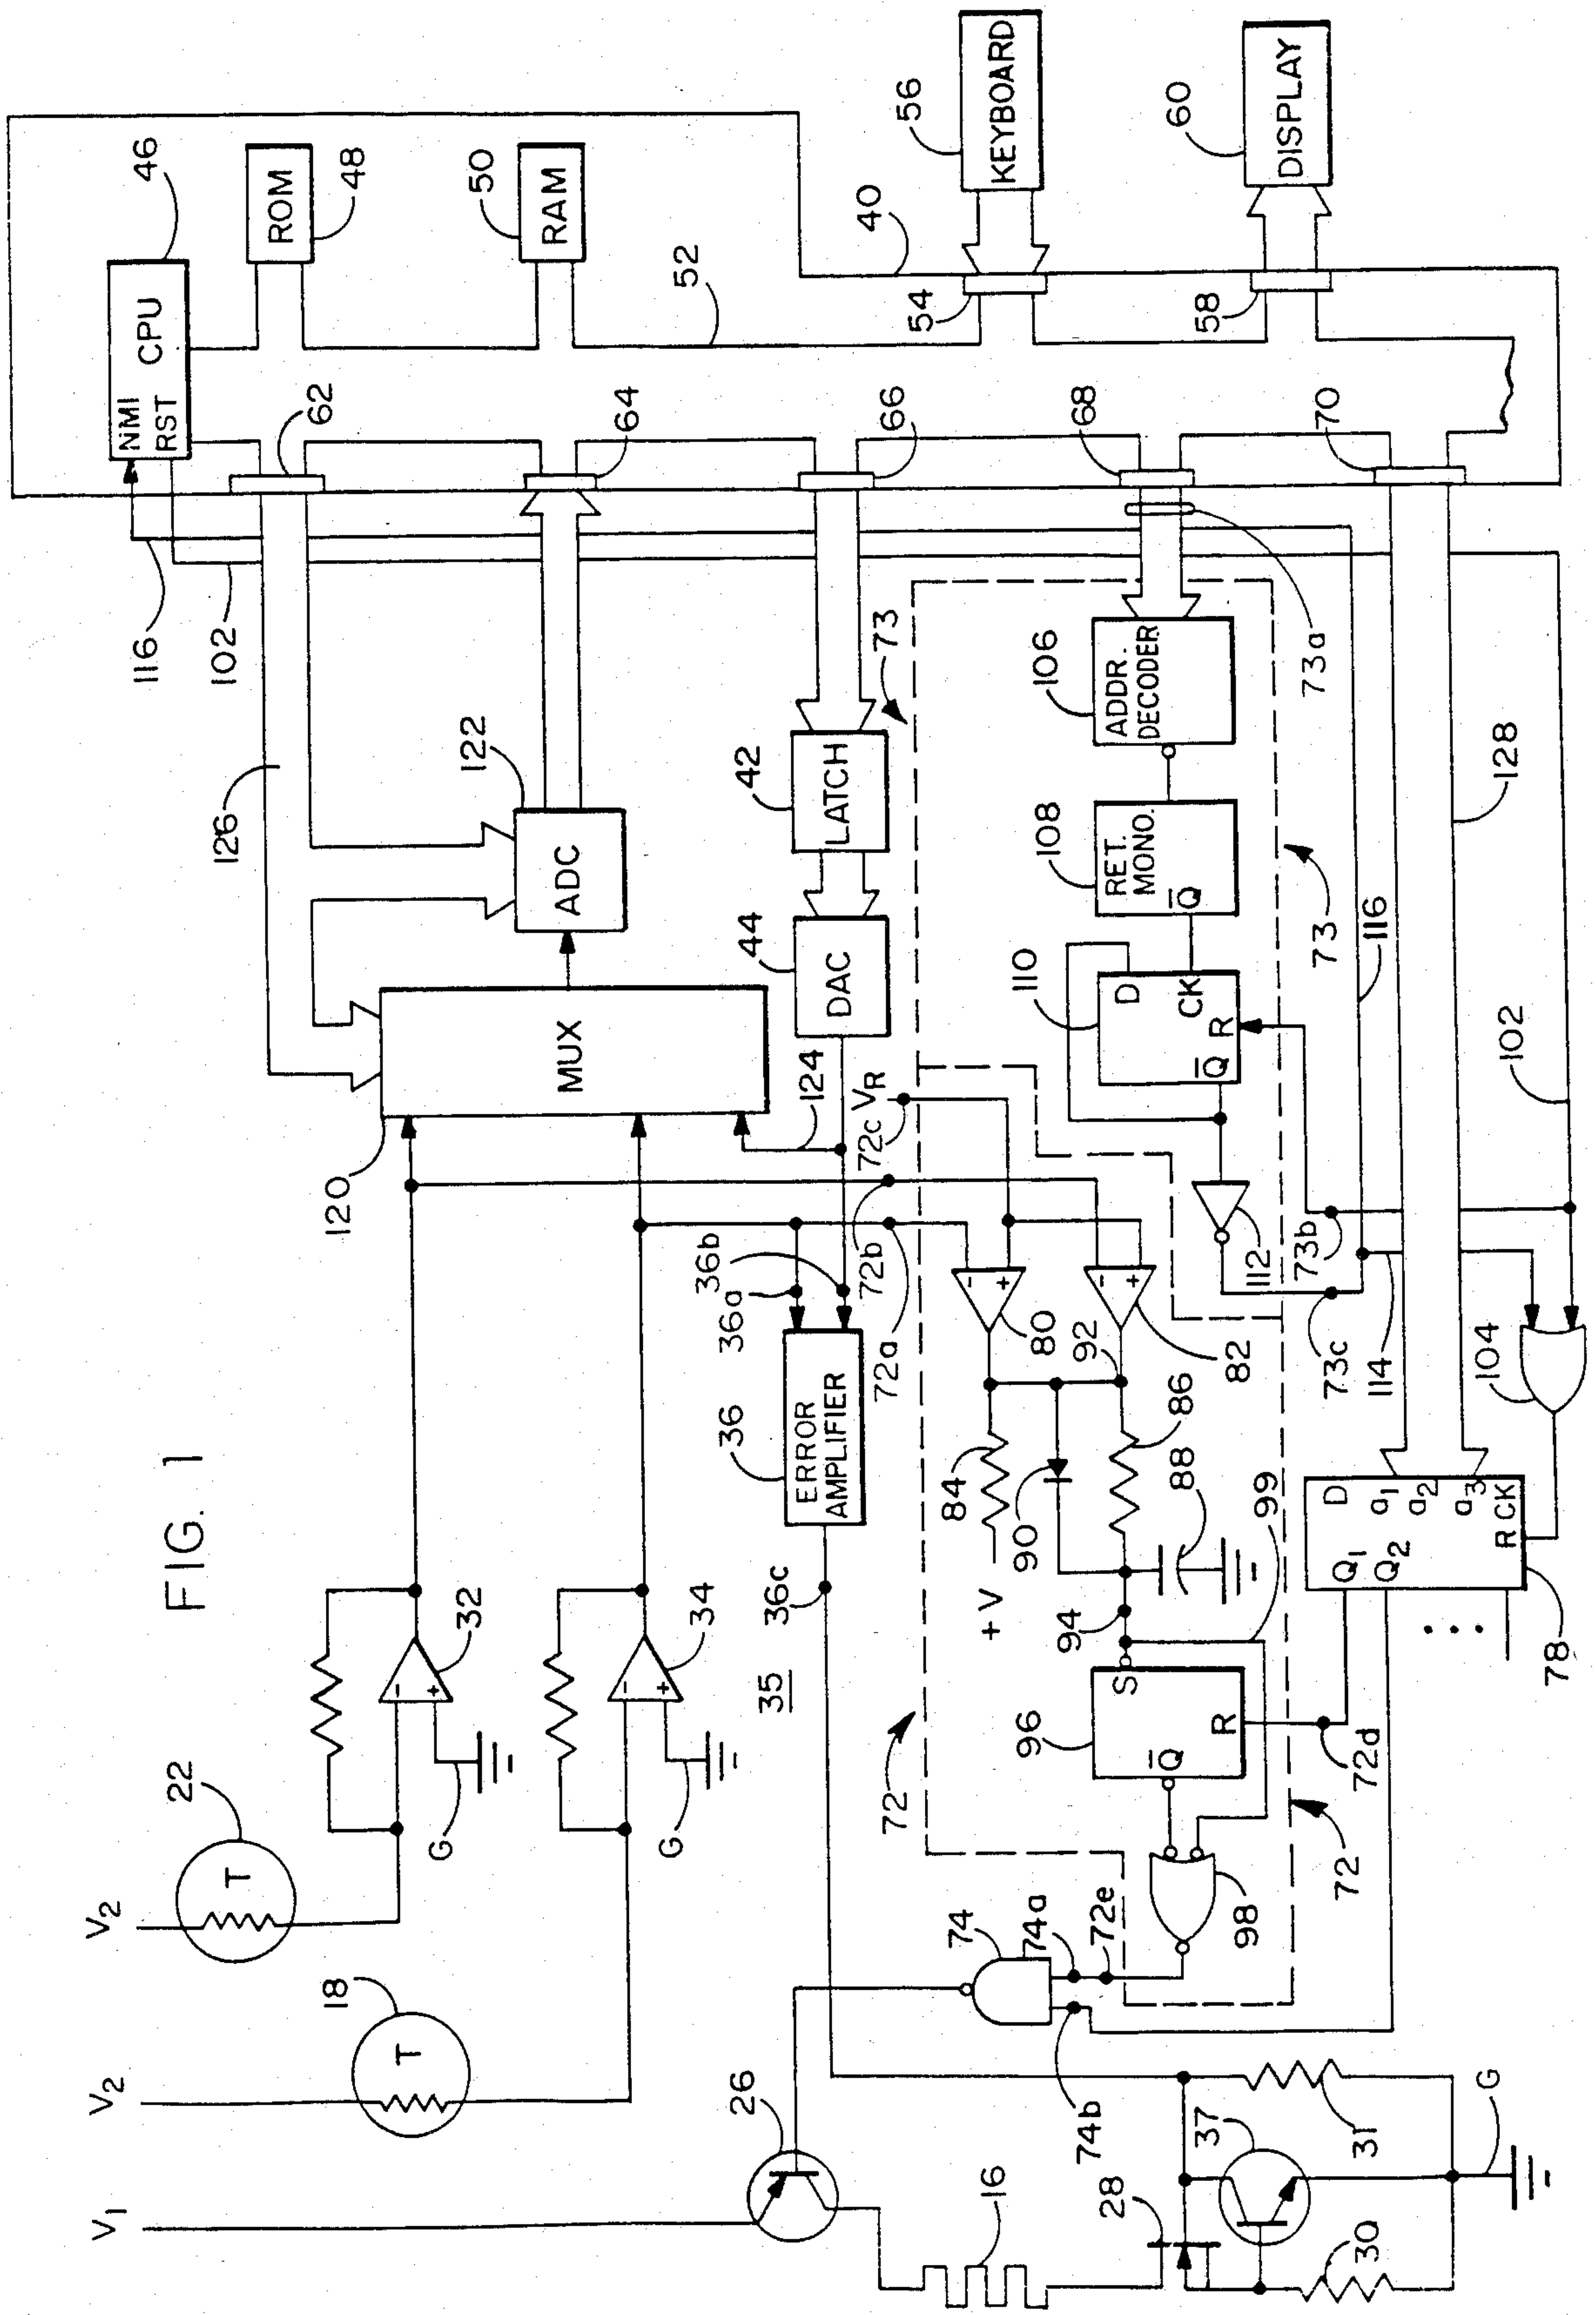 FIG. 1
V2
22
T
V2
18
T
V1
G
32
-
+
G
34
-
+
35
26
16
28
30
37
31
G
36
ERROR
AMPLIFIER
36a
36b
36c
120
MUX
122
ADC
126
124
44
DAC
42
LATCH
116
102
46
NMI
RST
CPU
ROM
48
50
RAM
52
62
64
66
68
70
40
54
56
KEYBOARD
58
60
DISPLAY
72
72a
72b
72c
VR
72d
72e
72
73
73a
73b
73c
73
74
74a
74b
80
-
+
82
-
+
84
+V
86
88
90
92
94
96
S
R
Q̅
98
99
106
ADDR.
DECODER
108
RET.
MONO.
Q̅
110
D
CK
R
Q̅
112
114
116
128
102
104
78
D
Q1
Q2
a1
a2
a3
R
CK